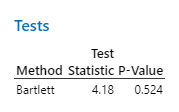 Tests
Test
Method Statistic P-Value
Bartlett 4.18 0.524